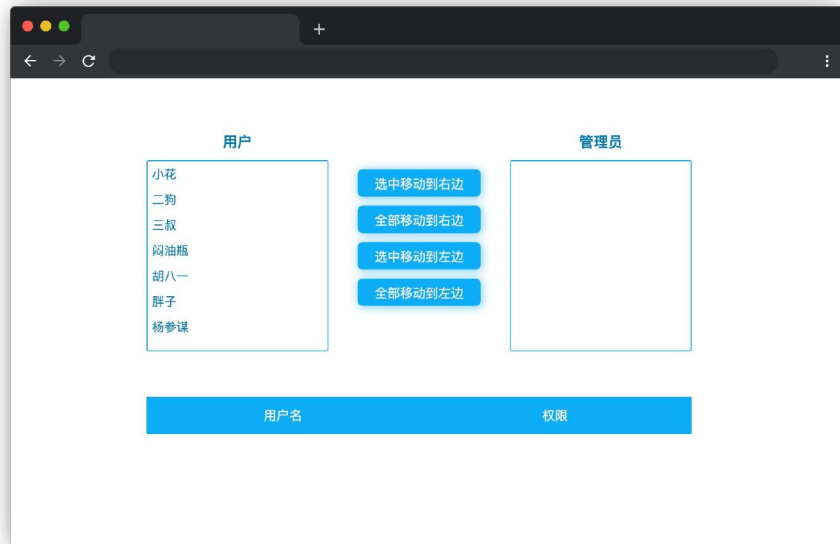 用户
管理员
小花
二狗
三叔
闷油瓶
胡八一
胖子
杨参谋
选中移动到右边
全部移动到右边
选中移动到左边
全部移动到左边
用户名
权限